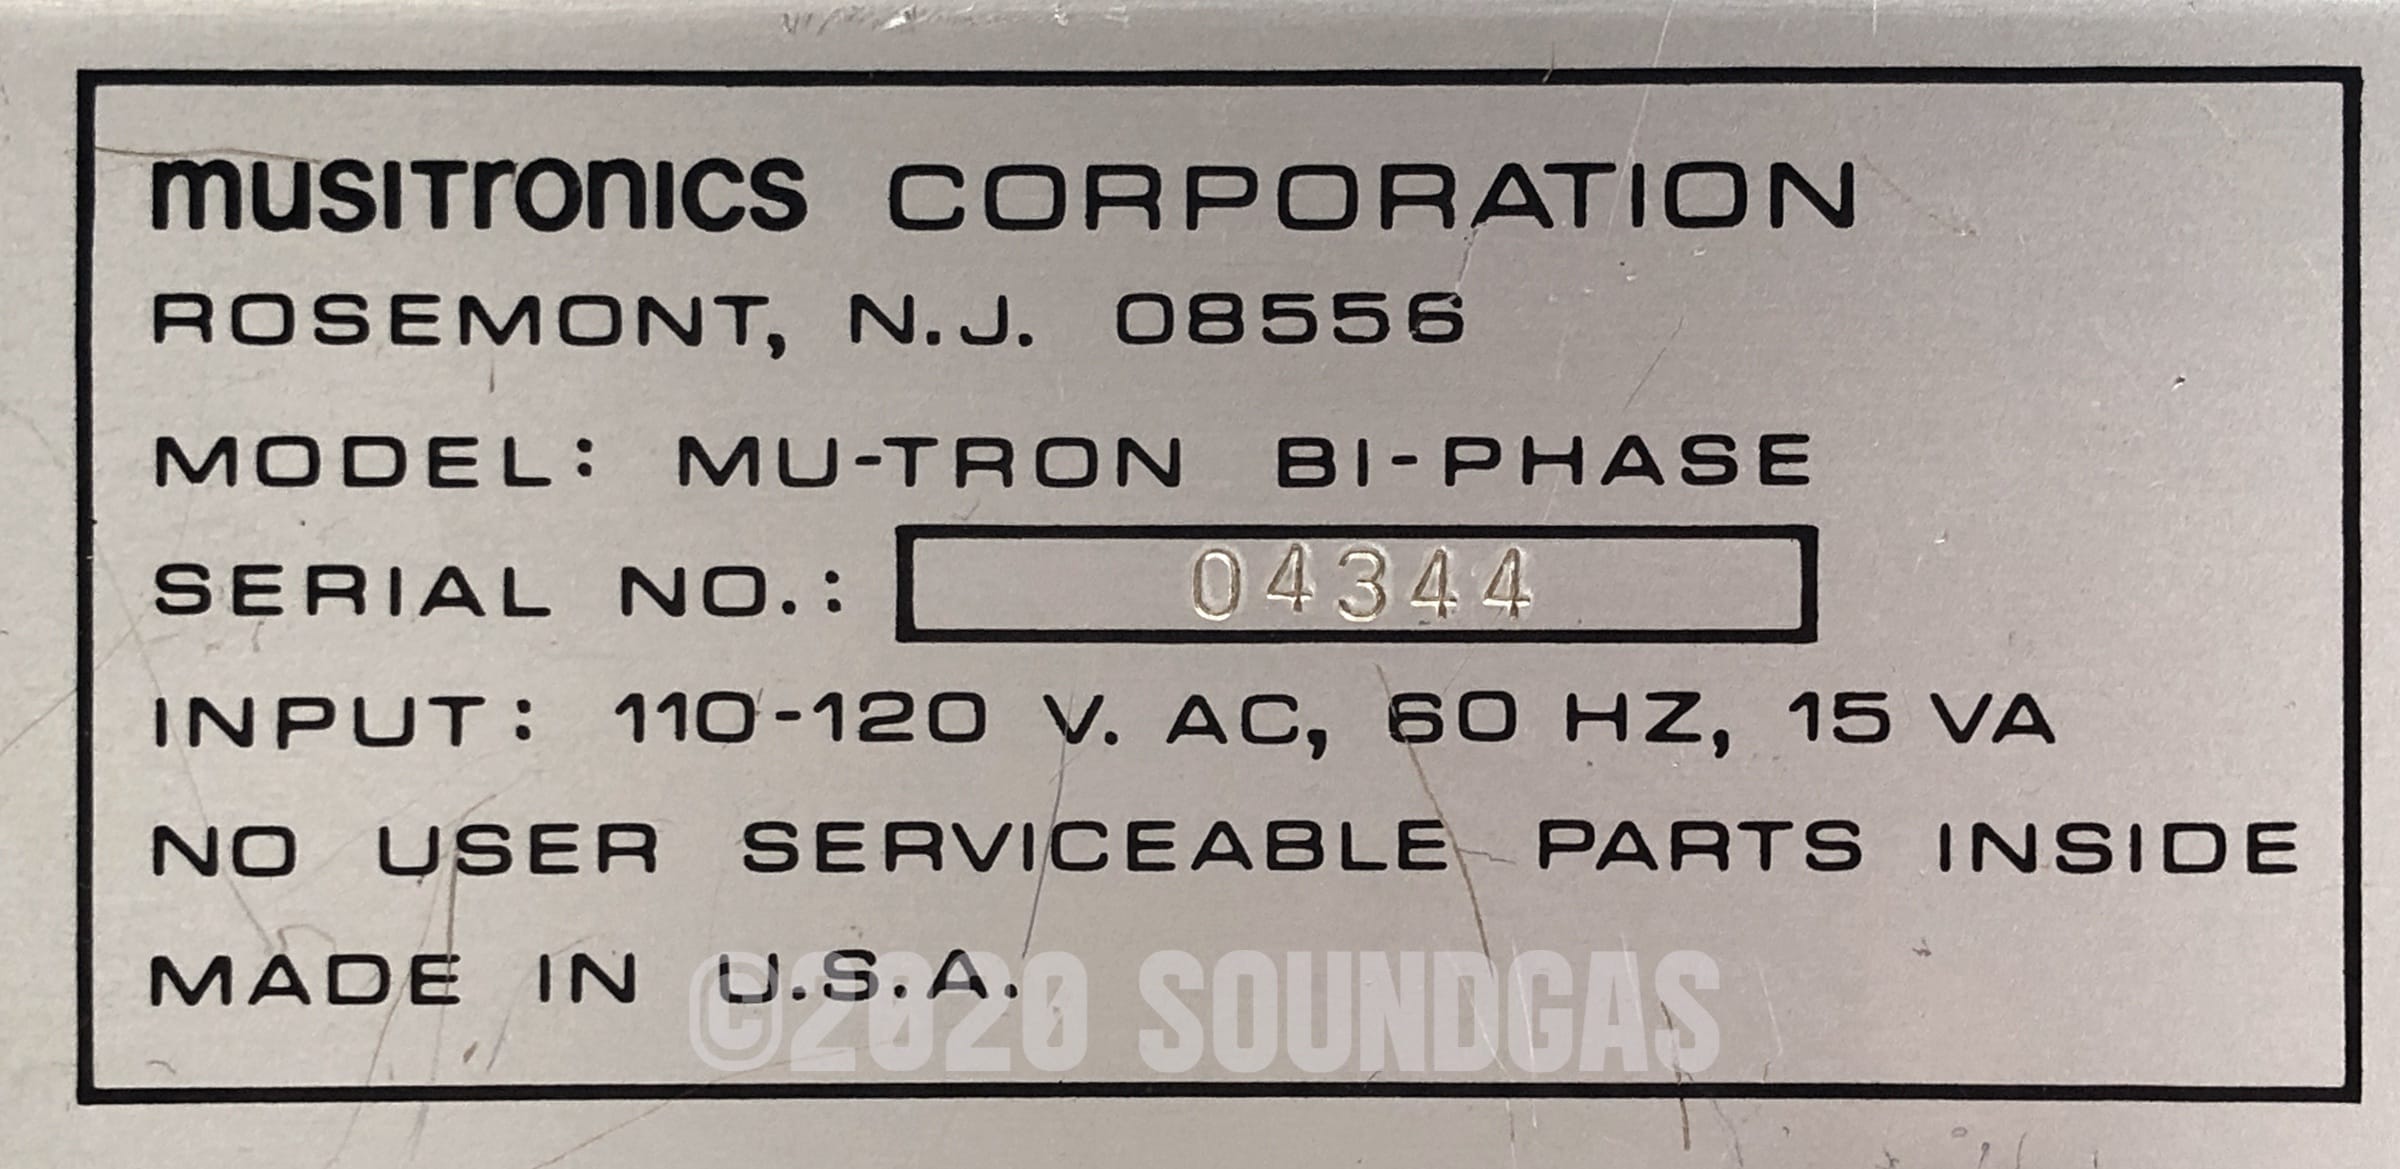 musitronics CORPORATION
ROSEMONT, N.J. 08556
MODEL: MU-TRON BI-PHASE
SERIAL NO.: 04344
INPUT: 110-120 V. AC, 60 HZ, 15 VA
NO USER SERVICEABLE PARTS INSIDE
MADE IN U.S.A.
©2020 SOUNDGAS